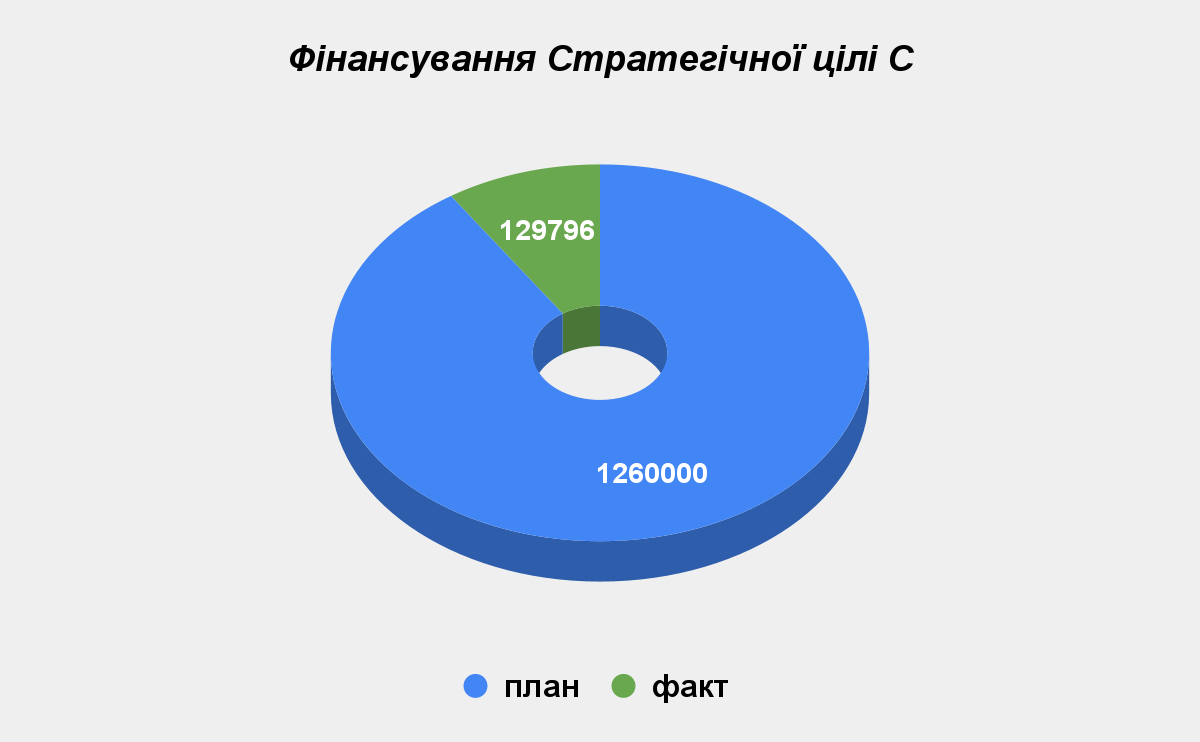 Фінансування Стратегічної цілі С
129796
1260000
план факт